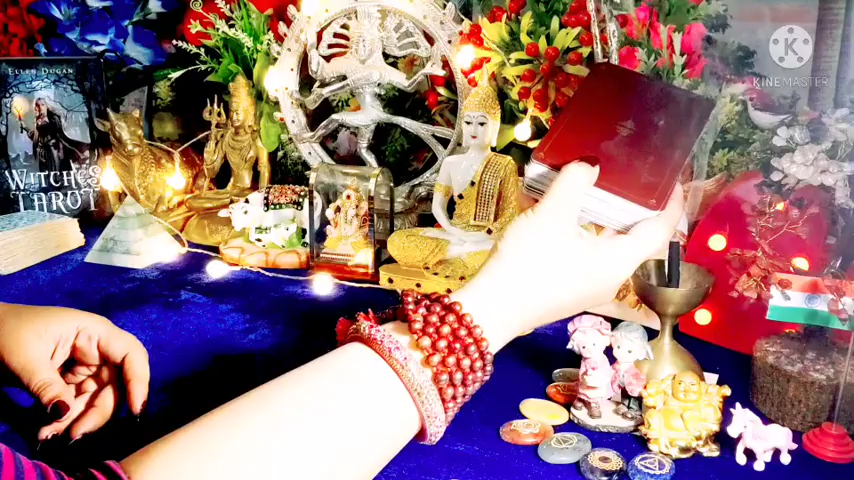 ELLEN DUGAN
WITCHES
TAROT
K
KINEMASTER